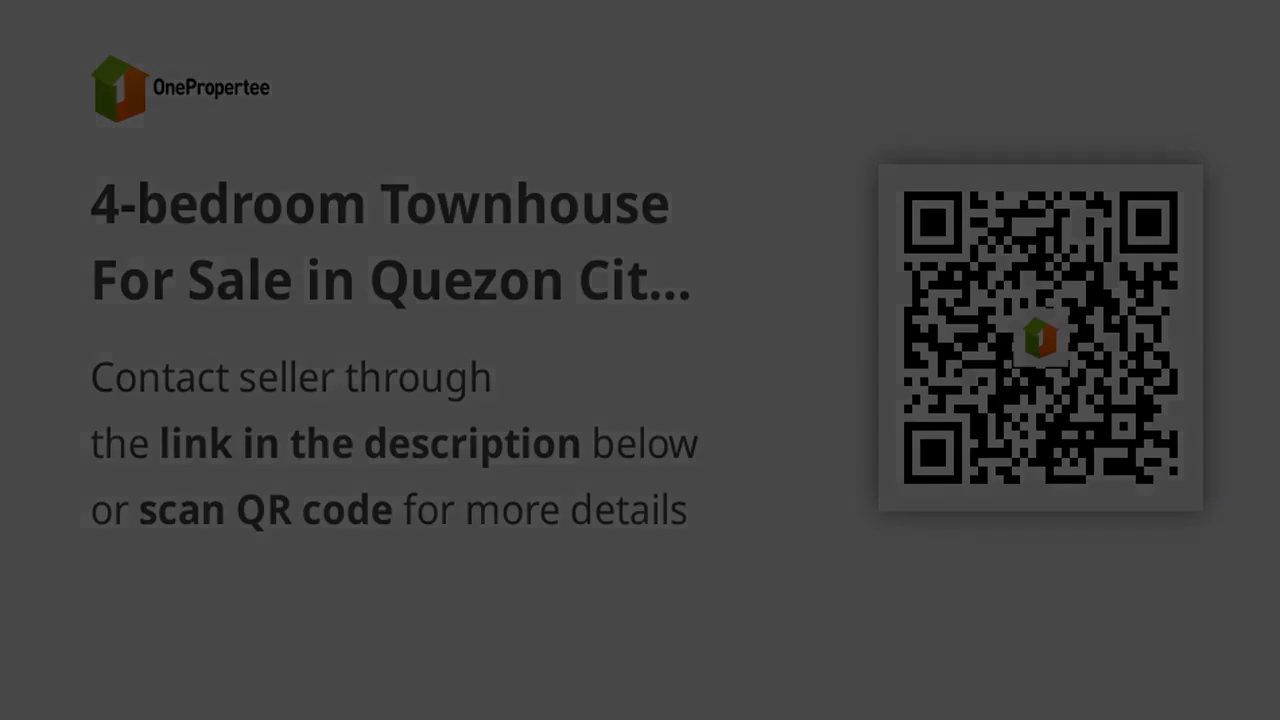 OnePropertee
4-bedroom Townhouse
For Sale in Quezon Cit...
Contact seller through
the link in the description below
or scan QR code for more details